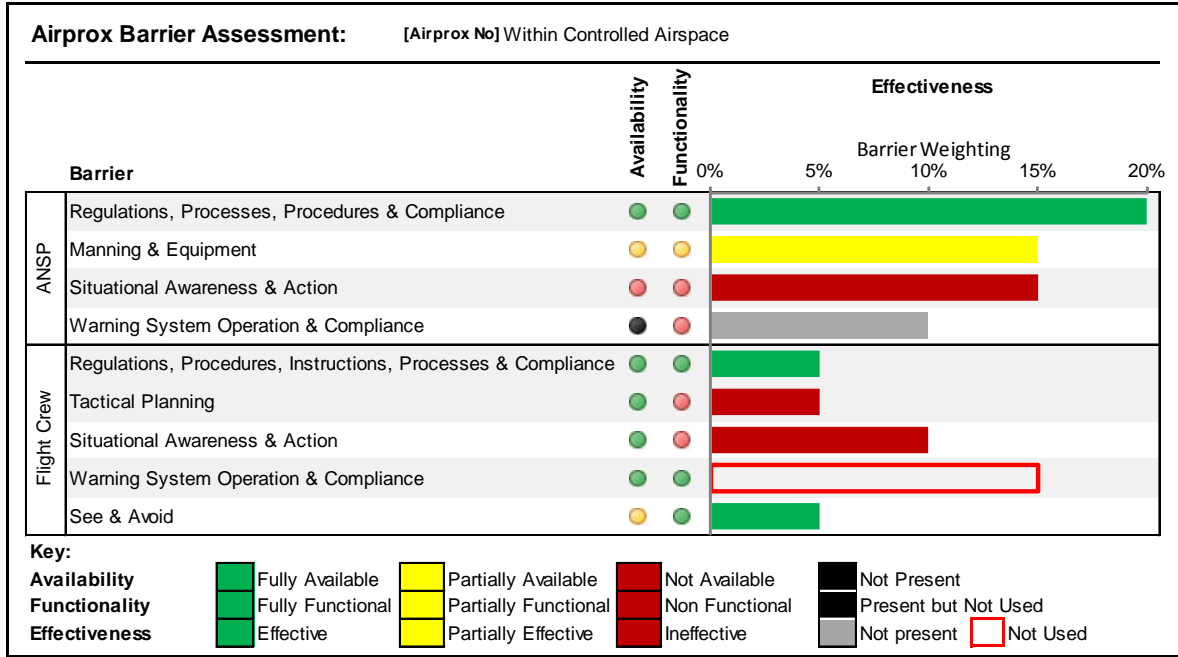 Airprox Barrier Assessment: [Airprox No] Within Controlled Airspace
Availability
Functionality
Effectiveness
Barrier Weighting
Barrier
0% 5% 10% 15% 20%
ANSP
Regulations, Processes, Procedures & Compliance
Manning & Equipment
Situational Awareness & Action
Warning System Operation & Compliance
Flight Crew
Regulations, Procedures, Instructions, Processes & Compliance
Tactical Planning
Situational Awareness & Action
Warning System Operation & Compliance
See & Avoid
Key:
Availability Fully Available Partially Available Not Available Not Present
Functionality Fully Functional Partially Functional Non Functional Present but Not Used
Effectiveness Effective Partially Effective Ineffective Not present Not Used